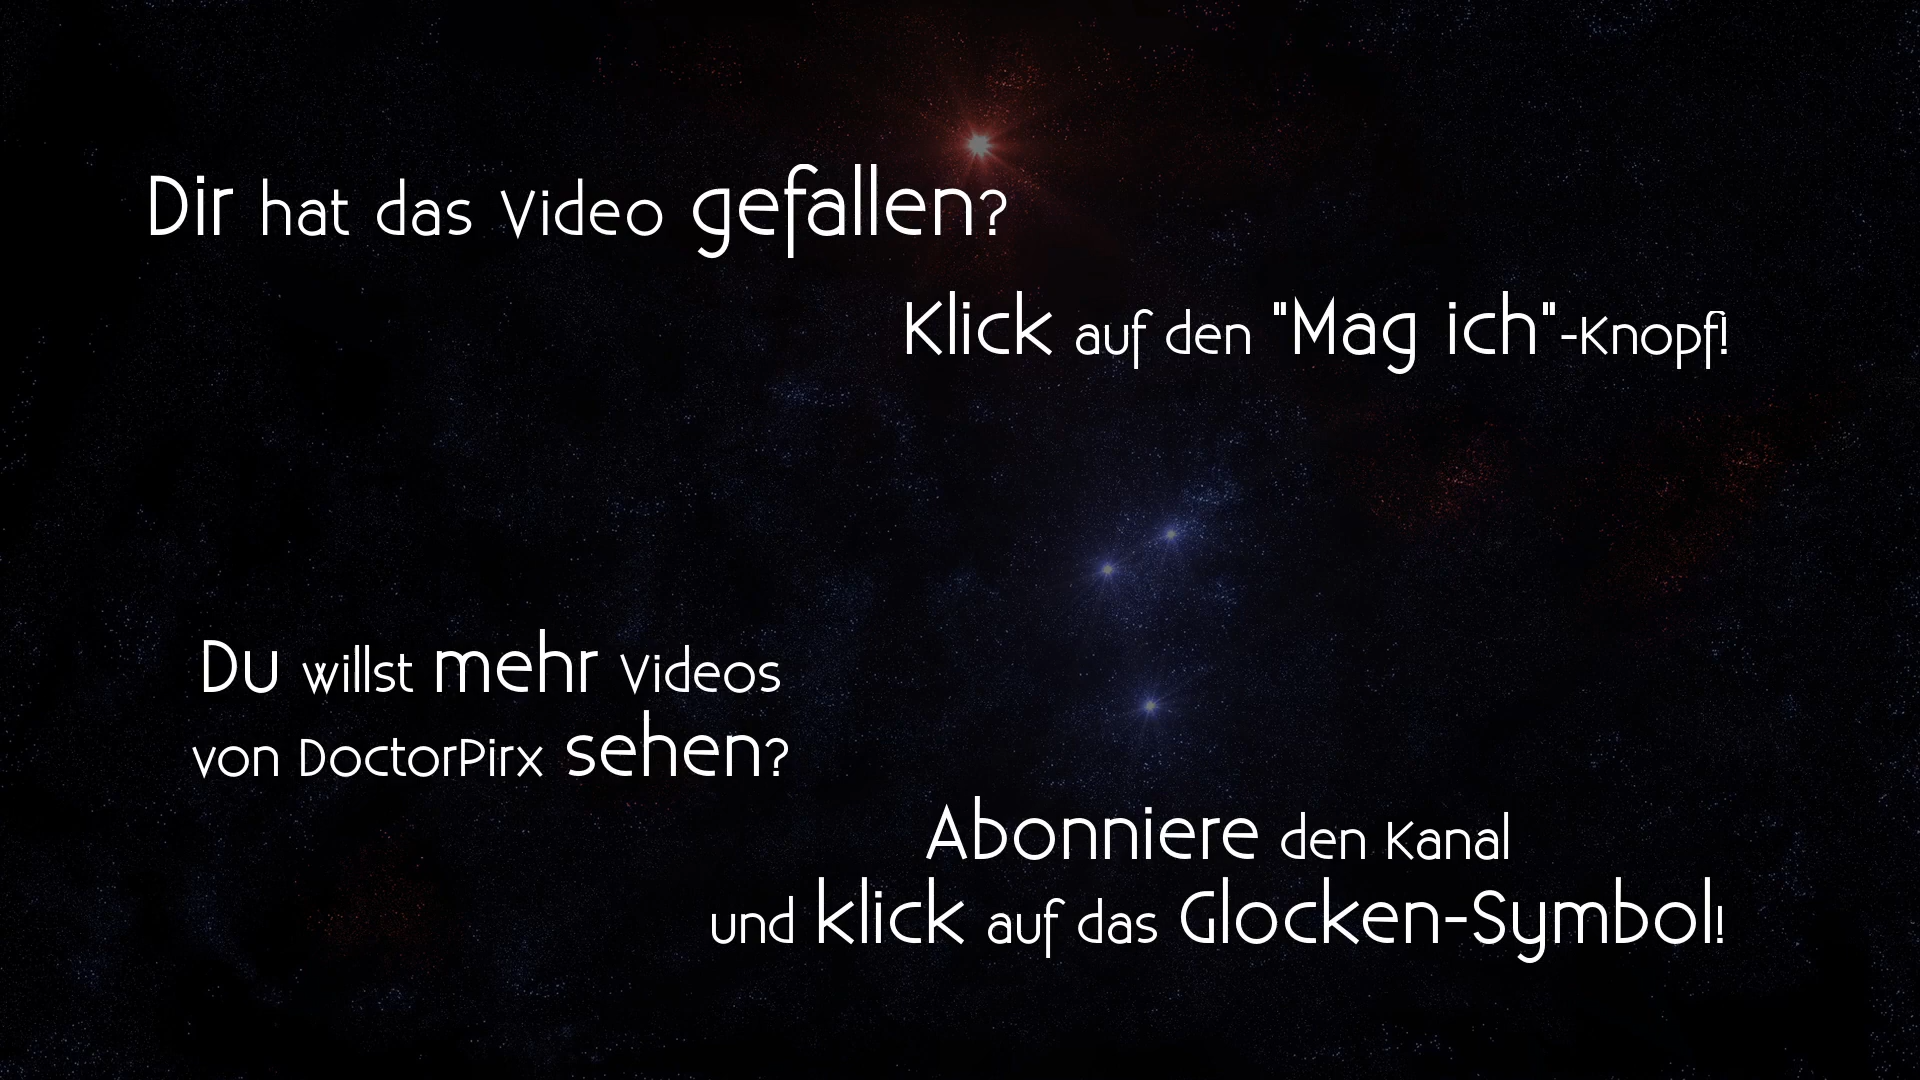 Dir hat das Video gefallen?
Klick auf den "Mag ich"-Knopf!
Du willst mehr Videos
von DoctorPirx sehen?
Abonniere den Kanal
und klick auf das Glocken-Symbol!